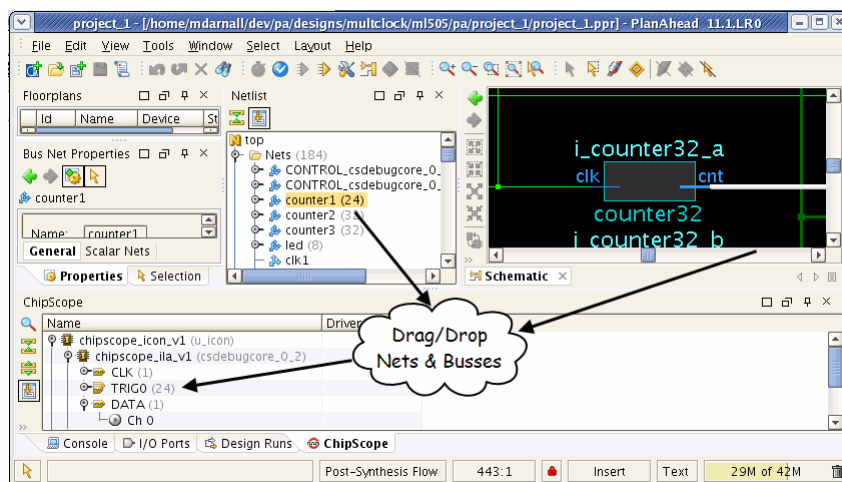 project_1 - [/home/mdarnall/dev/pa/designs/multclock/ml505/pa/project_1/project_1.ppr] - PlanAhead 11.1.LR0
File Edit View Tools Window Select Layout Help
Floorplans
Id Name Device St
Bus Net Properties
counter1
Name: counter1
General Scalar Nets
Properties Selection
Netlist
top
Nets (184)
CONTROL_csdebugcore_0_
CONTROL_csdebugcore_0_
counter1 (24)
counter2 (32)
counter3 (32)
led (8)
clk1
i_counter32_a
clk cnt
counter32
i_counter32_b
Schematic
ChipScope
Name Driver
chipscope_icon_v1 (u_icon)
chipscope_ila_v1 (csdebugcore_0_2)
CLK (1)
TRIG0 (24)
DATA (1)
Ch 0
Drag/Drop
Nets & Busses
Console I/O Ports Design Runs ChipScope
Post-Synthesis Flow 443:1 Insert Text 29M of 42M